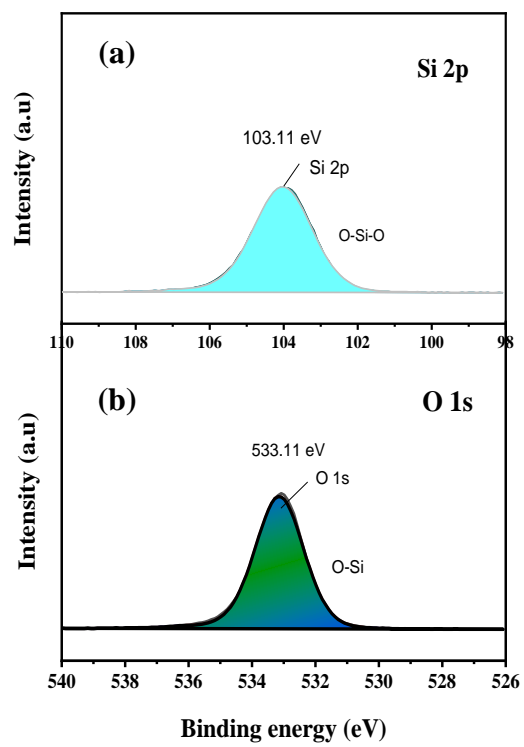 (a)
Si 2p
103.11 eV
Si 2p
O-Si-O
Intensity (a.u)
110 108 106 104 102 100 98
(b)
O 1s
533.11 eV
O 1s
O-Si
Intensity (a.u)
540 538 536 534 532 530 528 526
Binding energy (eV)